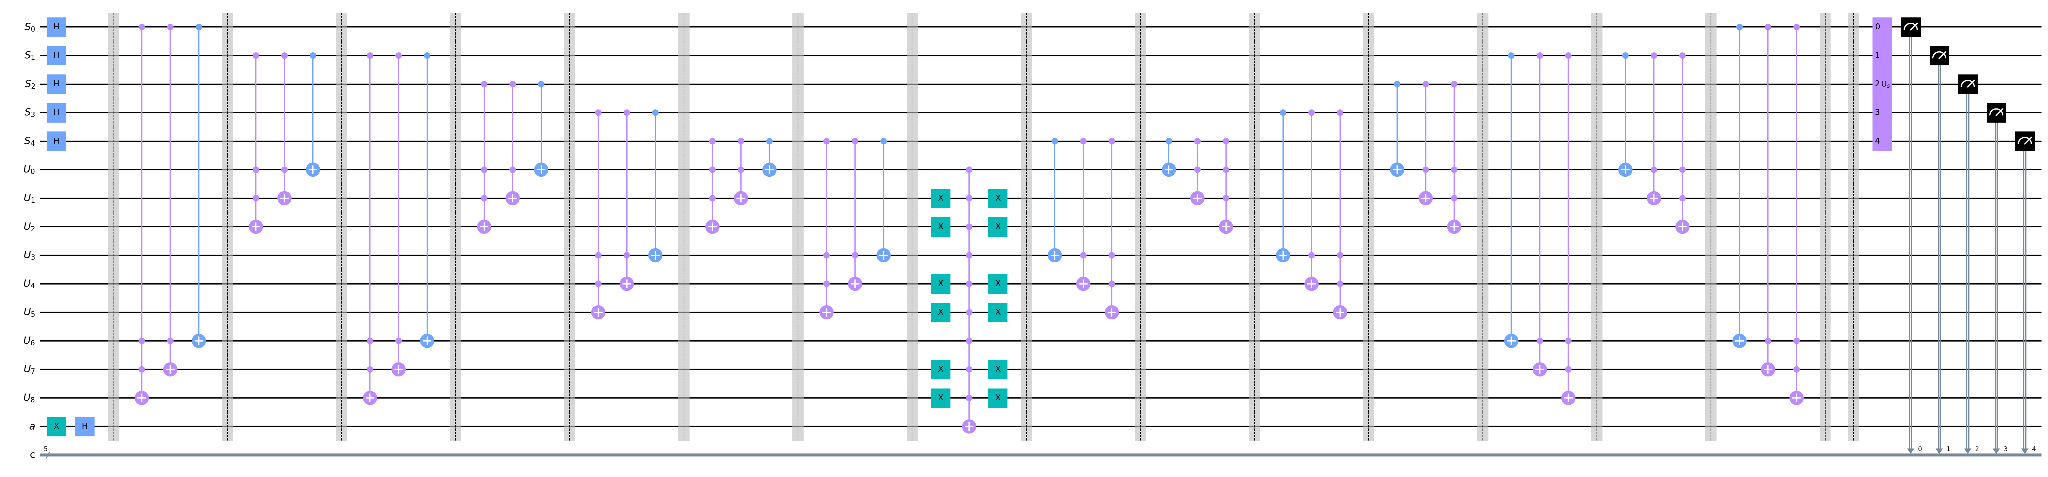 S₀ H 0
S₁ H 1
S₂ H 2 Uₛ
S₃ H 3
S₄ H 4
U₀
U₁ X X
U₂ X X
U₃
U₄ X X
U₅ X X
U₆
U₇ X X
U₈ X X
a X H
c 5 0 1 2 3 4